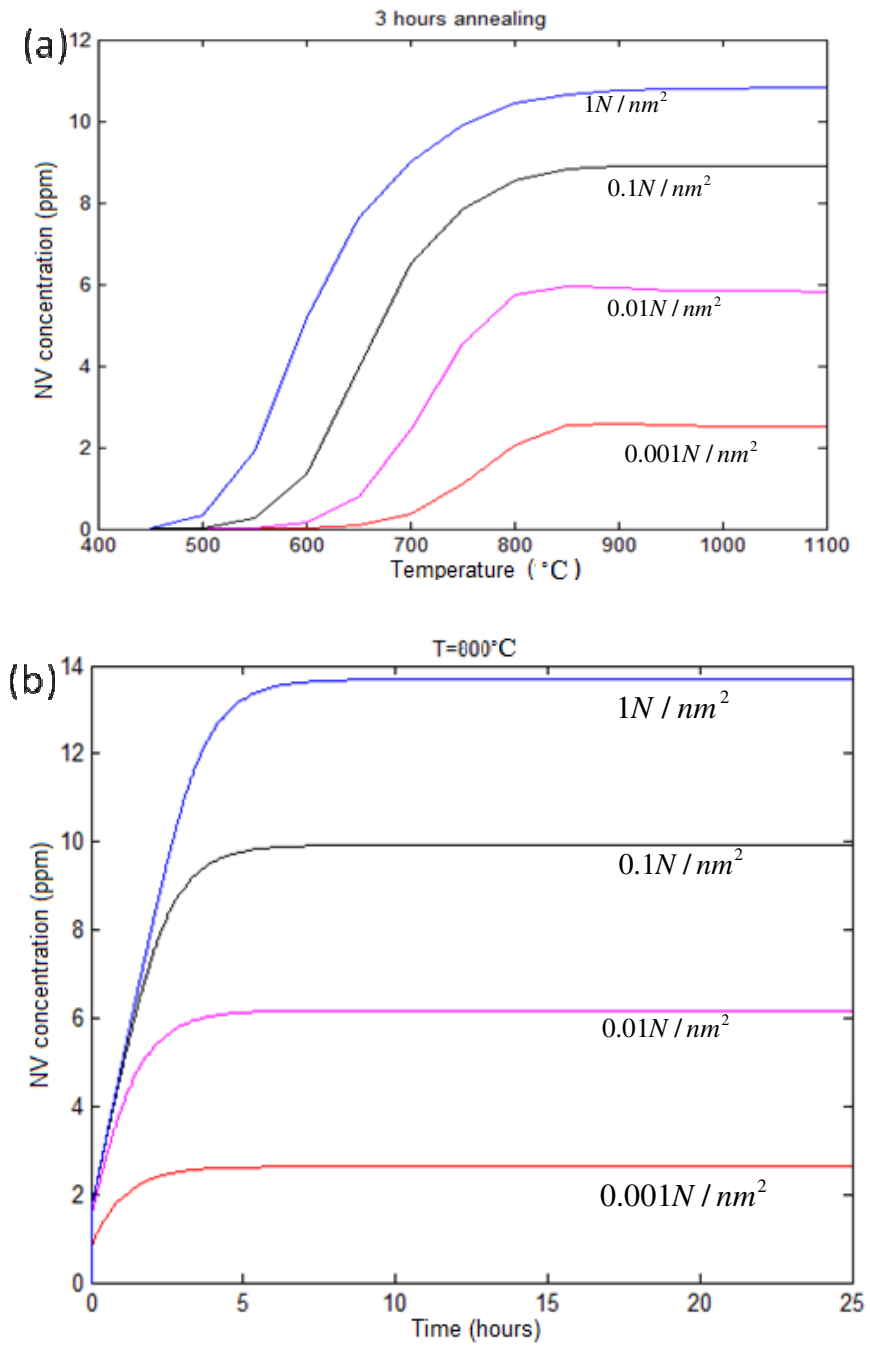 (a)
3 hours annealing
12
10
8
6
4
2
0
NV concentration (ppm)
1N / nm²
0.1N / nm²
0.01N / nm²
0.001N / nm²
400 500 600 700 800 900 1000 1100
Temperature (°C)
(b)
14
12
10
8
6
4
2
0
NV concentration (ppm)
1N / nm²
0.1N / nm²
0.01N / nm²
0.001N / nm²
0 5 10 15 20 25
Time (hours)